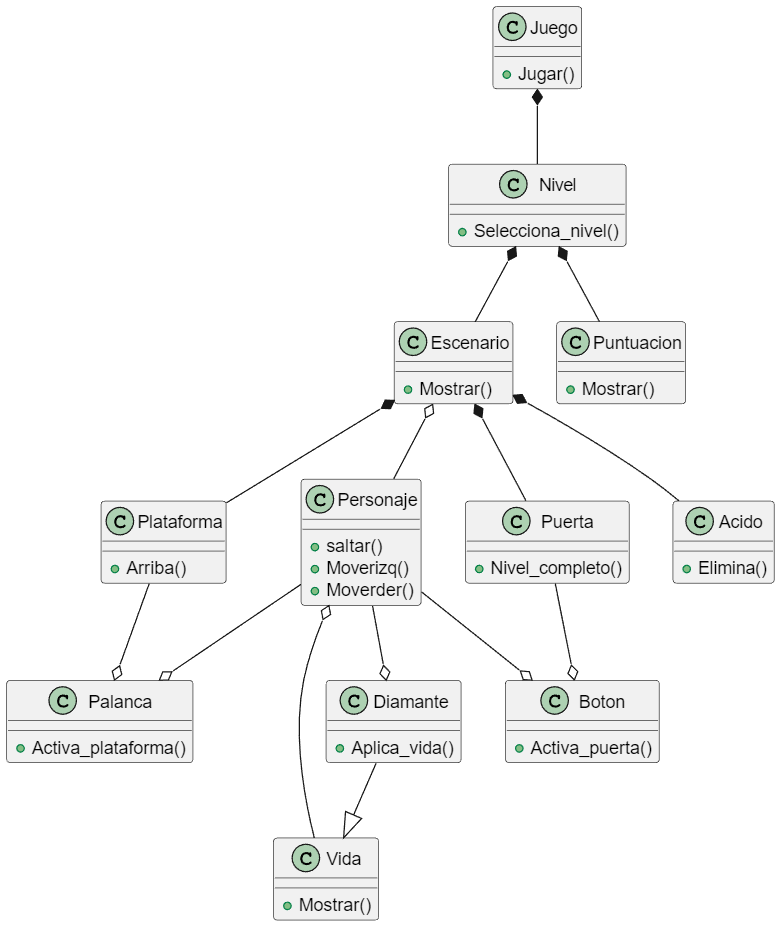 C Juego
Jugar()
C Nivel
Selecciona_nivel()
C Escenario
Mostrar()
C Puntuacion
Mostrar()
C Plataforma
Arriba()
C Personaje
saltar()
Moverizq()
Moverder()
C Puerta
Nivel_completo()
C Acido
Elimina()
C Palanca
Activa_plataforma()
C Diamante
Aplica_vida()
C Boton
Activa_puerta()
C Vida
Mostrar()